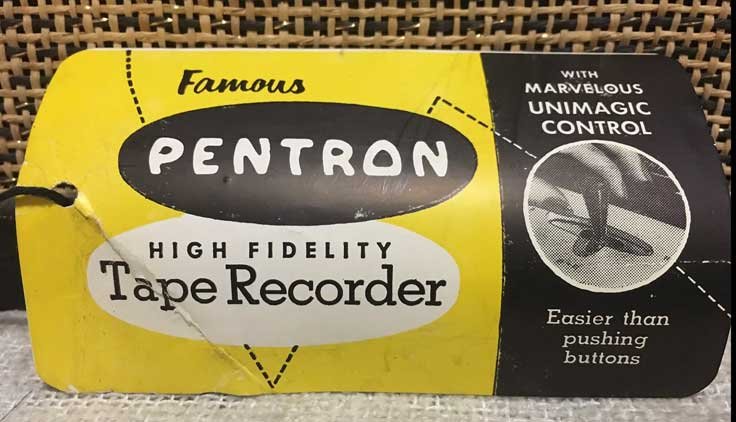 Famous
PENTRON
HIGH FIDELITY
Tape Recorder
WITH
MARVELOUS
UNIMAGIC
CONTROL
Easier than
pushing
buttons